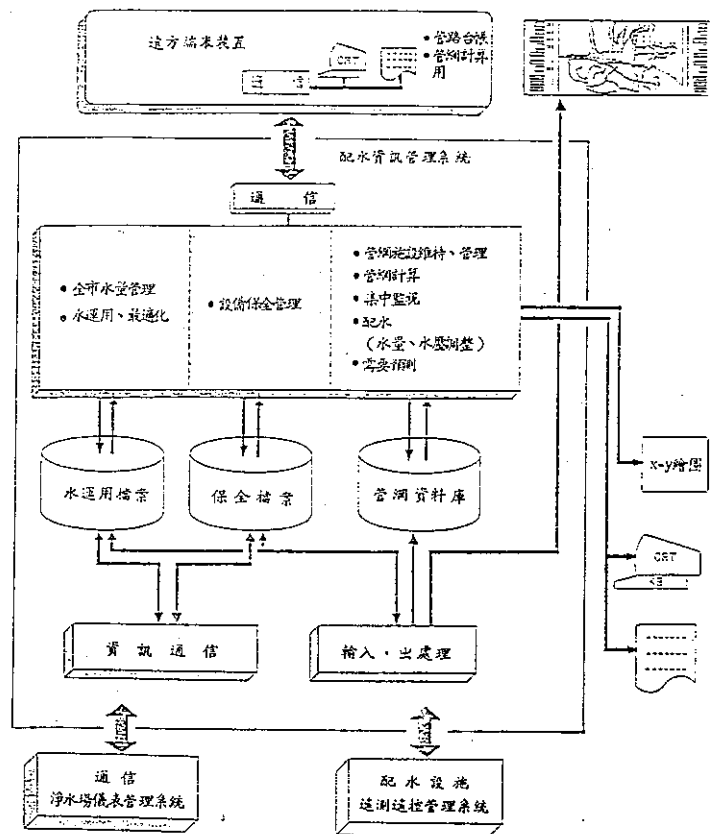 遠方端末裝置
CRT
通 信
• 管路台帳
• 管網計算
用
配水資訊管理系統
通 信
• 全市水量管理
• 水運用、最適化
• 設備保全管理
• 管網施設維持、管理
• 管網計算
• 集中監視
• 配水
（水量、水壓調整）
• 需要預測
水運用檔案
保全檔案
管網資料庫
x-y繪圖
CRT
KB
資訊通信
輸入・出處理
通 信
淨水場儀表管理系統
配水設施
遠測遙控管理系統